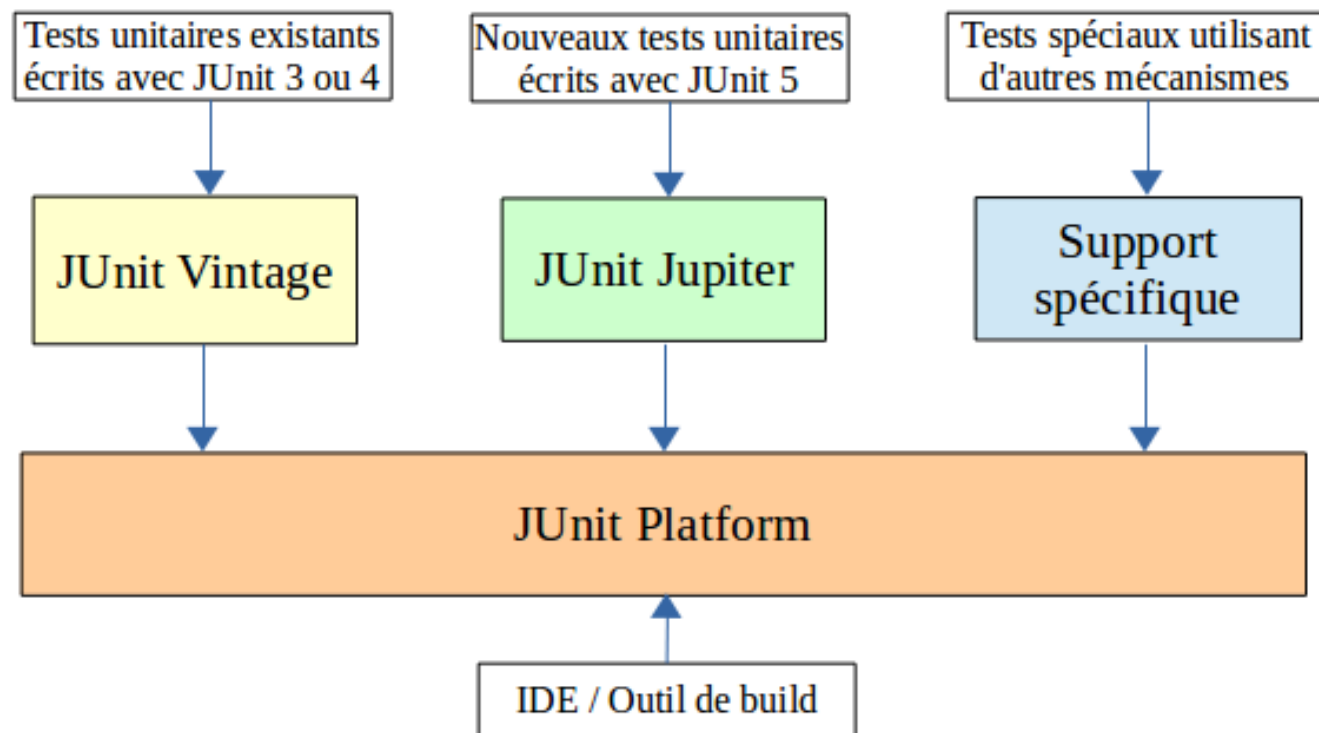 Tests unitaires existants
écrits avec JUnit 3 ou 4
Nouveaux tests unitaires
écrits avec JUnit 5
Tests spéciaux utilisant
d'autres mécanismes
JUnit Vintage
JUnit Jupiter
Support
spécifique
JUnit Platform
IDE / Outil de build